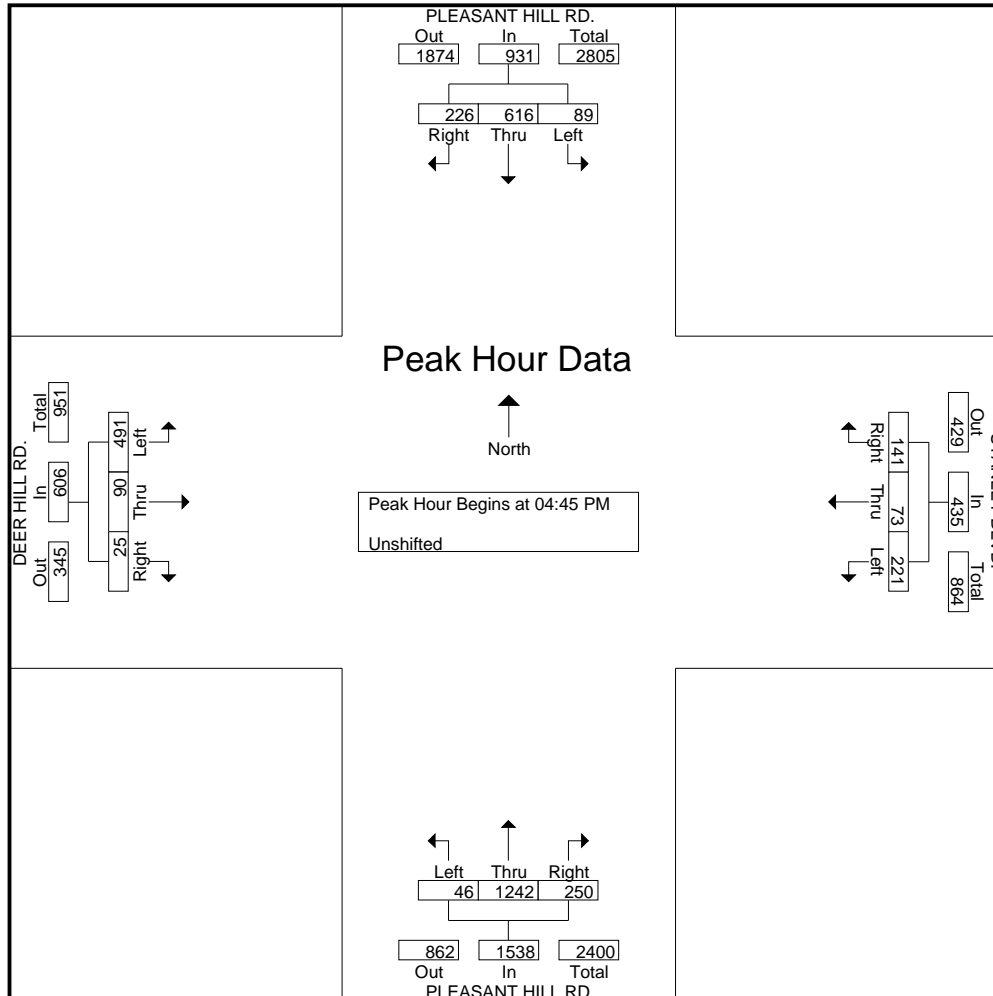 PLEASANT HILL RD.
Out In Total
1874 931 2805
226 616 89
Right Thru Left
Peak Hour Data
North
Peak Hour Begins at 04:45 PM
Unshifted
DEER HILL RD.
Total In Out
951 606 345
491 90 25
Left Thru Right
Out In Total
429 435 864
141 73 221
Right Thru Left
Left Thru Right
46 1242 250
862 1538 2400
Out In Total
PLEASANT HILL RD.